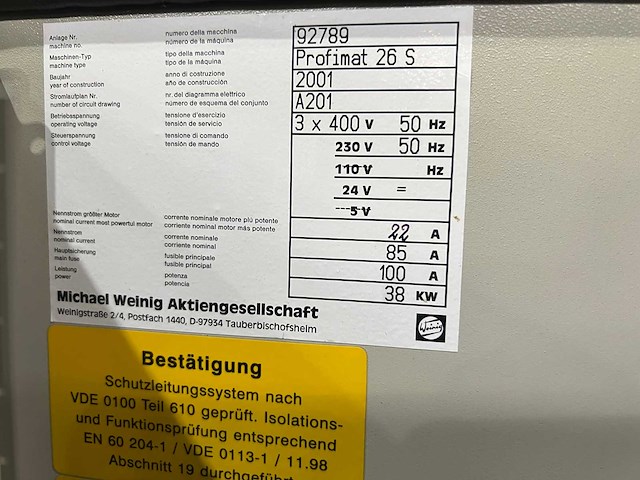 Anlage Nr. numero della macchina 92789
machine no. número de la máquina
Maschinen-Typ tipo della macchina Profimat 26 S
machine type tipo de la máquina
Baujahr anno di costruzione 2001
year of construction año de construcción
Stromlaufplan Nr. nr. del diagramma elettrico A201
number of circuit drawing número de esquema del conjunto
Betriebsspannung tensione d'esercizio 3 x 400 V 50 Hz
operating voltage tensión de servicio
Steuerspannung tensione di comando 230 V 50 Hz
control voltage tensión de mando
110 V Hz
24 V =
5 V
Nennstrom größter Motor corrente nominale motore più potente 22 A
nominal current most powerful motor corriente nominal motor más potente
Nennstrom corrente nominale 85 A
nominal current corriente nominal
Hauptsicherung fusibile principale 100 A
main fuse fusible principal
Leistung potenza 38 KW
power potencia
Michael Weinig Aktiengesellschaft
Weinigstraße 2/4, Postfach 1440, D-97934 Tauberbischofsheim
Weinig
Bestätigung
Schutzleitungssystem nach
VDE 0100 Teil 610 geprüft. Isolations-
und Funktionsprüfung entsprechend
EN 60 204-1 / VDE 0113-1 / 11.98
Abschnitt 19 durchgeführt